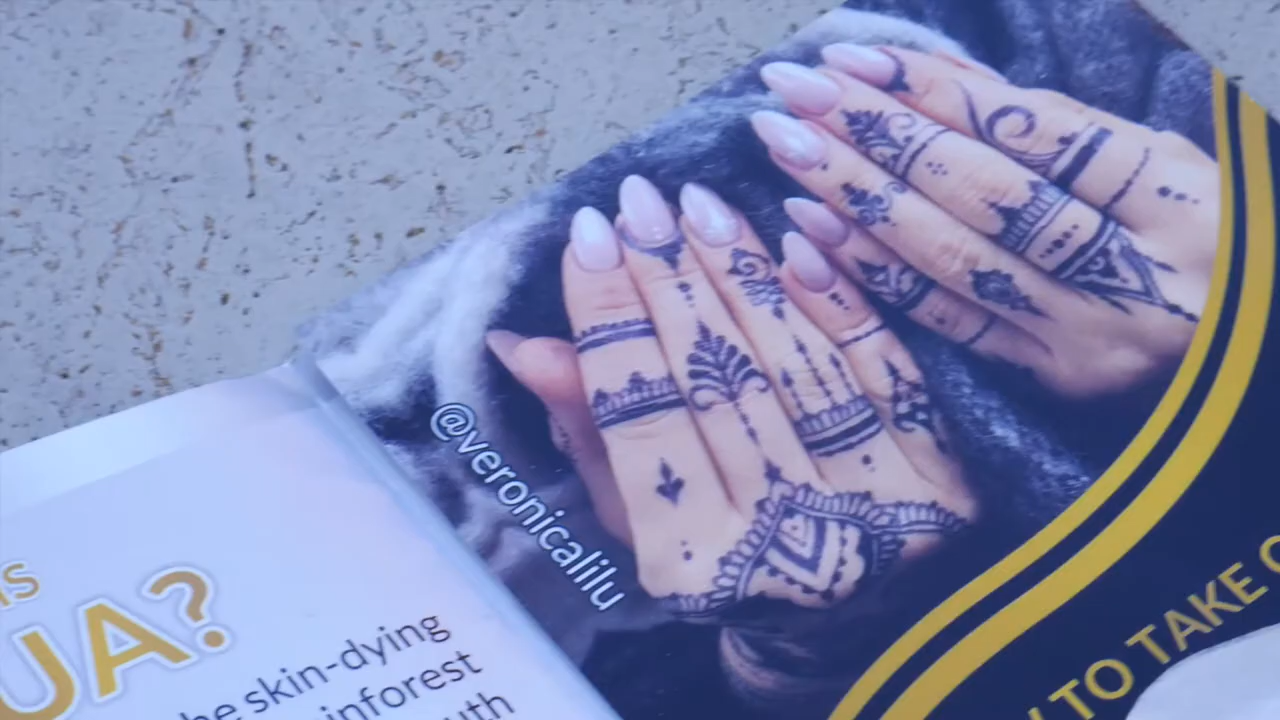 @veronicalilu
IS
UA?
he skin-dying
inforest
uth
TO TAKE